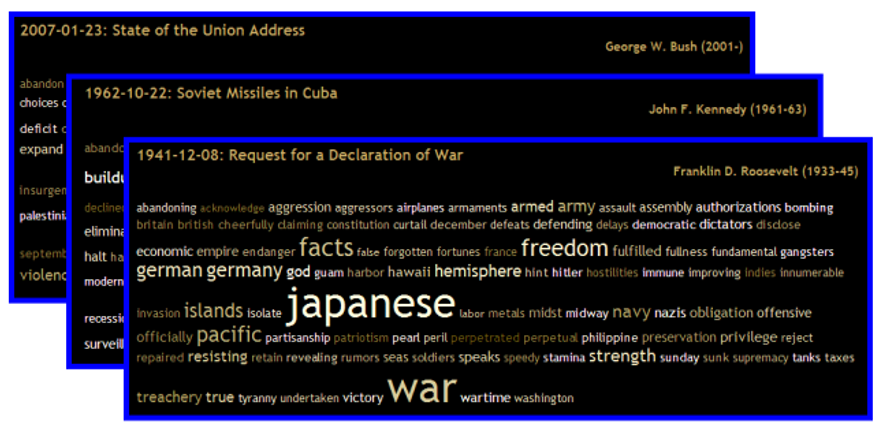 2007-01-23: State of the Union Address
George W. Bush (2001-)
abandon
choices
deficit
expand
insurgen
palestini
septemb
violenc
1962-10-22: Soviet Missiles in Cuba
John F. Kennedy (1961-63)
abando
buildu
declined
elimina
halt ha
modern
recessi
surveil
1941-12-08: Request for a Declaration of War
Franklin D. Roosevelt (1933-45)
abandoning acknowledge aggression aggressors airplanes armaments armed army assault assembly authorizations bombing
britain british cheerfully claiming constitution curtail december defeats defending delays democratic dictators disclose
economic empire endanger facts false forgotten fortunes france freedom fulfilled fullness fundamental gangsters
german germany god guam harbor hawaii hemisphere hint hitler hostilities immune improving indies innumerable
invasion islands isolate japanese labor metals midst midway navy nazis obligation offensive
officially pacific partisanship patriotism pearl peril perpetrated perpetual philippine preservation privilege reject
repaired resisting retain revealing rumors seas soldiers speaks speedy stamina strength sunday sunk supremacy tanks taxes
treachery true tyranny undertaken victory war wartime washington